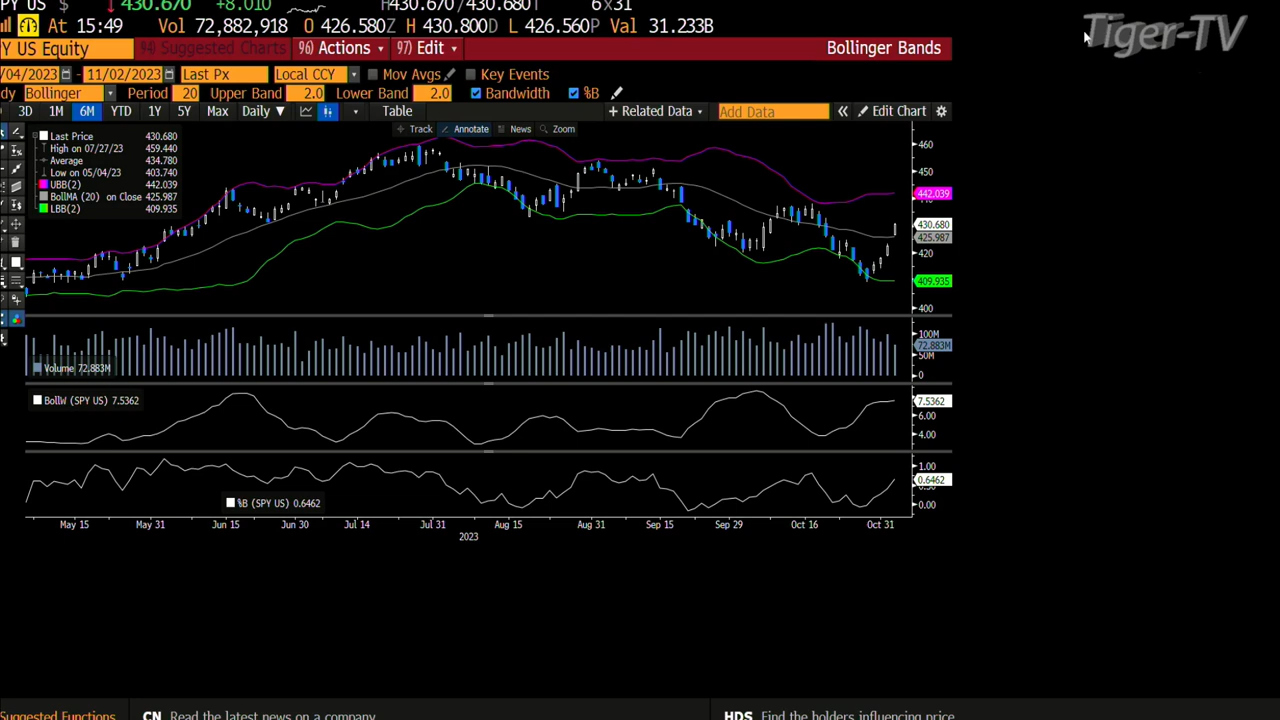 PY US $ ↓ 430.670 +8.010 H430.670/430.680T 6x31
At 15:49 Vol 72,882,918 O 426.580Z H 430.800D L 426.560P Val 31.233B
Tiger-TV
Y US Equity 94) Suggested Charts 96) Actions 97) Edit Bollinger Bands
/04/2023 - 11/02/2023 Last Px Local CCY Mov Avgs Key Events
dy Bollinger Period 20 Upper Band 2.0 Lower Band 2.0 Bandwidth %B
3D 1M 6M YTD 1Y 5Y Max Daily ▼ Table + Related Data Add Data « Edit Chart
Track Annotate News Zoom
Last Price 430.680
High on 07/27/23 459.440
Average 434.780
Low on 05/04/23 403.740
UBB(2) 442.039
BollMA (20) on Close 425.987
LBB(2) 409.935
460
450
442.039
440
430.680
425.987
420
409.935
400
Volume 72.883M
100M
72.883M
50M
0
BollW (SPY US) 7.5362
7.5362
6.00
4.00
%B (SPY US) 0.6462
1.00
0.6462
0.50
0.00
May 15 May 31 Jun 15 Jun 30 Jul 14 Jul 31 Aug 15 Aug 31 Sep 15 Sep 29 Oct 16 Oct 31
2023
Suggested Functions CN Read the latest news on a company HDS Find the holders influencing price